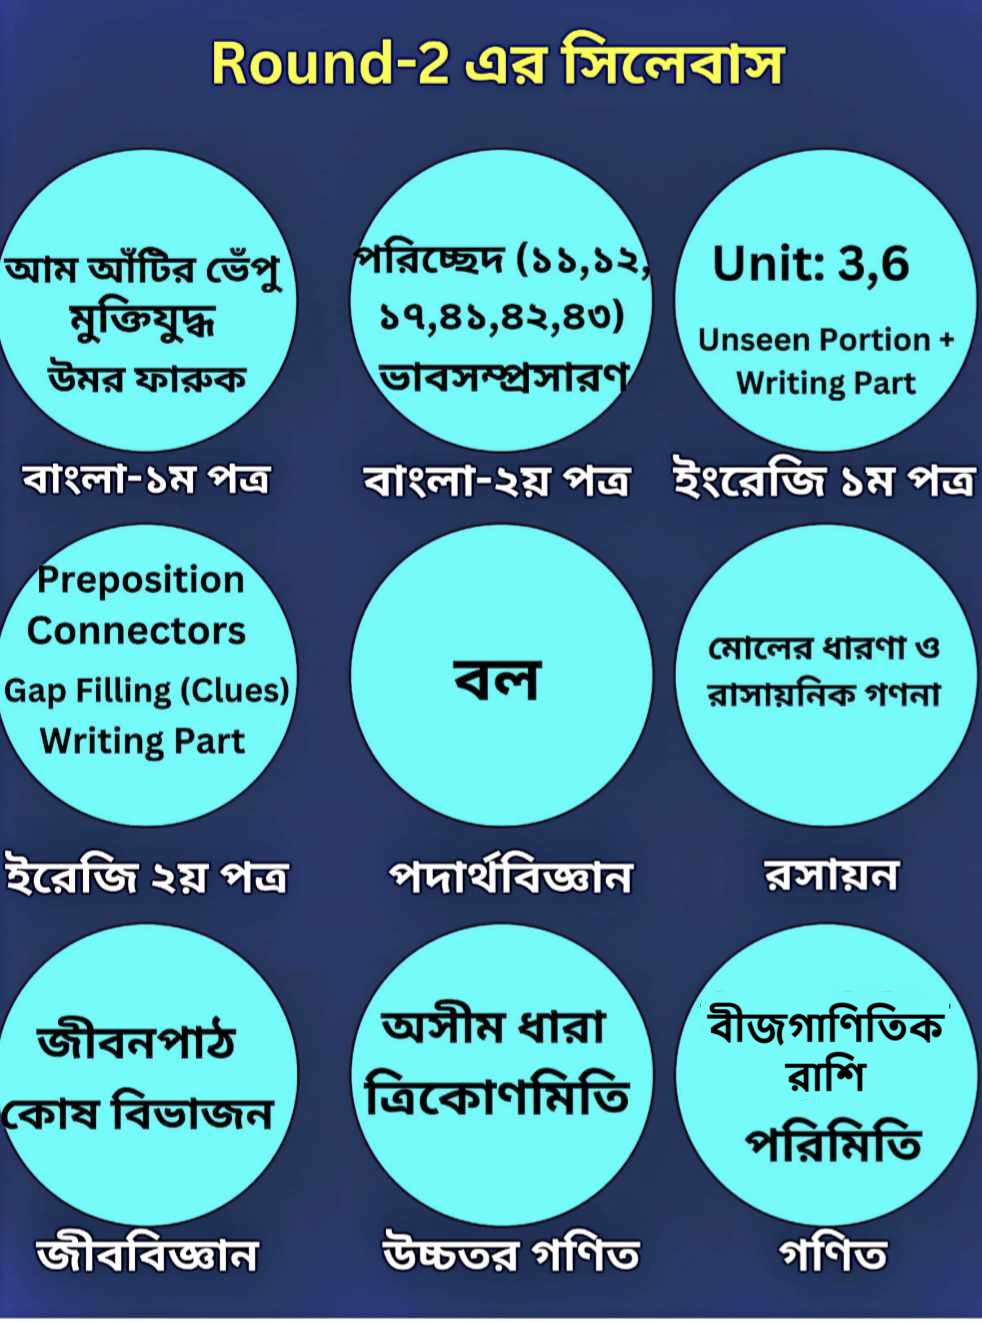 Round-2 এর সিলেবাস
আম আঁটির ভেঁপু
মুক্তিযুদ্ধ
উমর ফারুক
বাংলা-১ম পত্র
পরিচ্ছেদ (১১,১২,
১৭,৪১,৪২,৪৩)
ভাবসম্প্রসারণ
বাংলা-২য় পত্র
Unit: 3,6
Unseen Portion +
Writing Part
ইংরেজি ১ম পত্র
Preposition
Connectors
Gap Filling (Clues)
Writing Part
ইরেজি ২য় পত্র
বল
পদার্থবিজ্ঞান
মোলের ধারণা ও
রাসায়নিক গণনা
রসায়ন
জীবনপাঠ
কোষ বিভাজন
জীববিজ্ঞান
অসীম ধারা
ত্রিকোণমিতি
উচ্চতর গণিত
বীজগাণিতিক
রাশি
পরিমিতি
গণিত